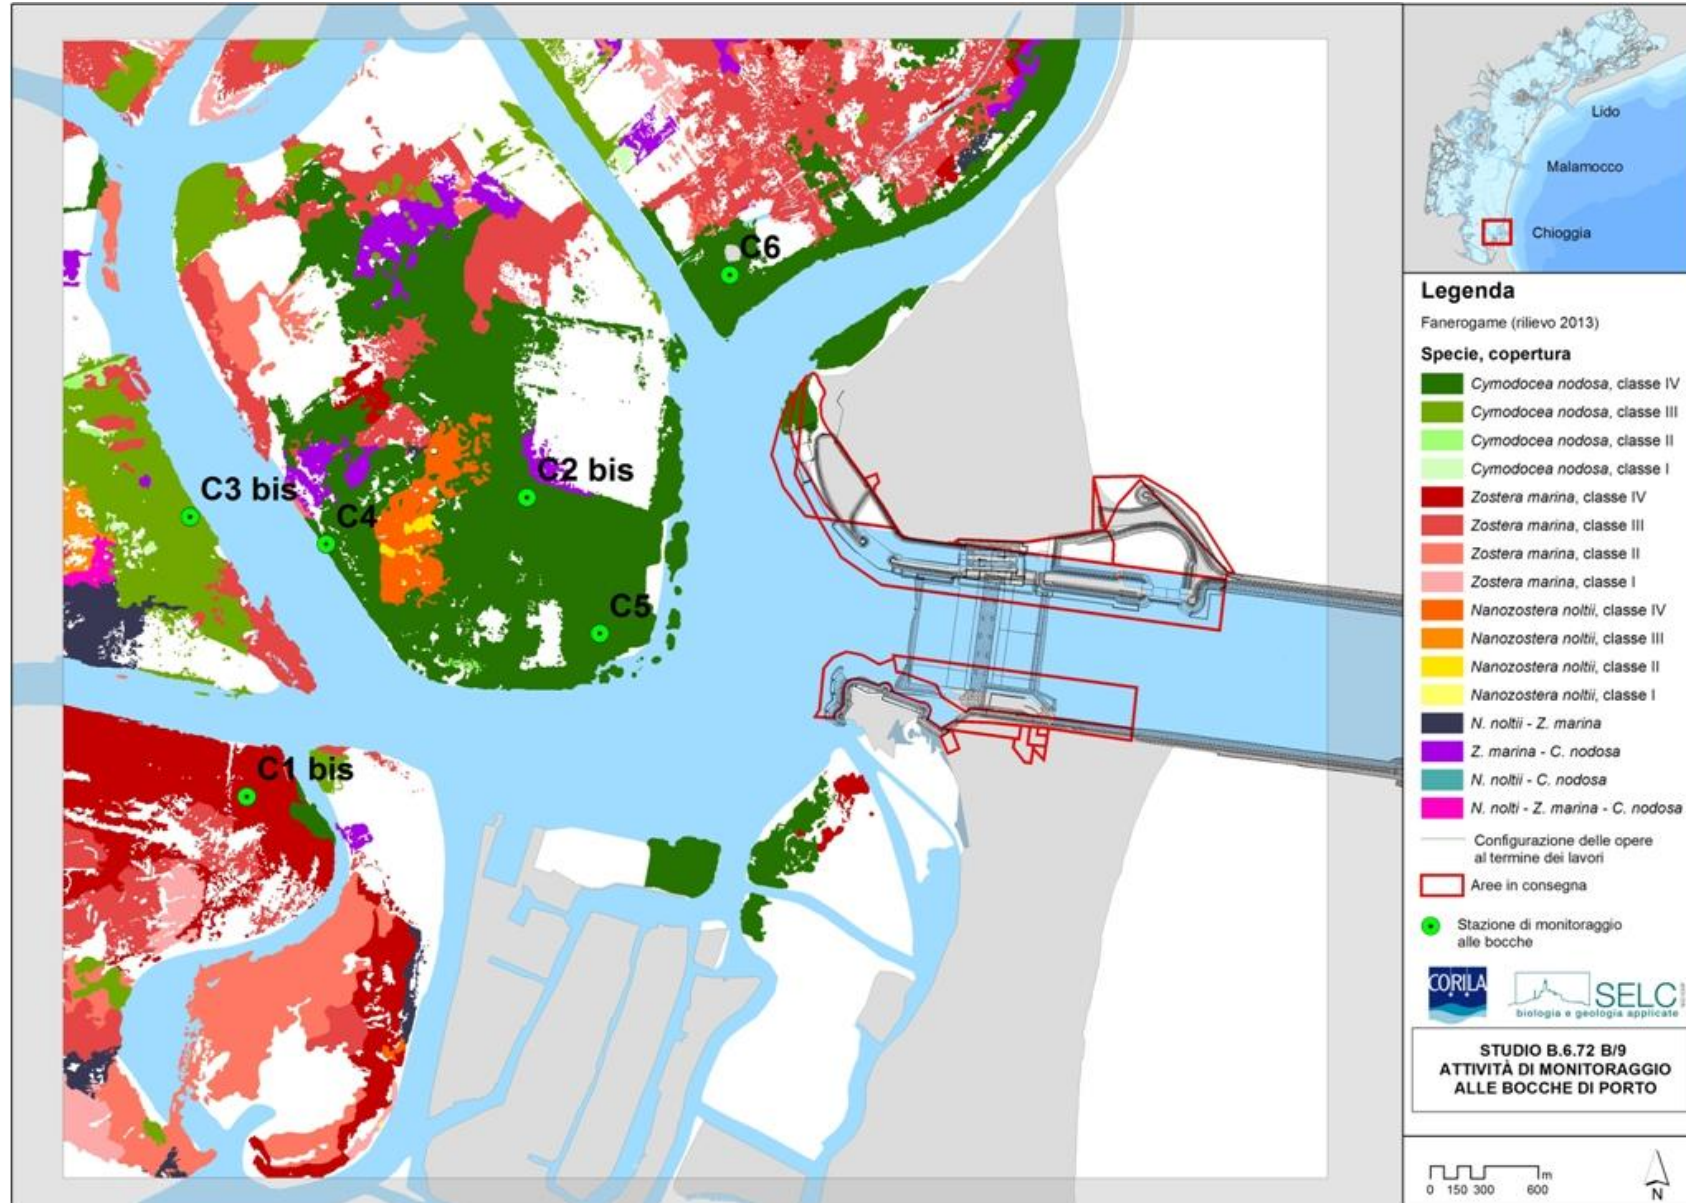 C6
C2 bis
C3 bis
C4
C5
C1 bis
Lido
Malamocco
Chioggia
Legenda
Fanerogame (rilievo 2013)
Specie, copertura
Cymodocea nodosa, classe IV
Cymodocea nodosa, classe III
Cymodocea nodosa, classe II
Cymodocea nodosa, classe I
Zostera marina, classe IV
Zostera marina, classe III
Zostera marina, classe II
Zostera marina, classe I
Nanozostera noltii, classe IV
Nanozostera noltii, classe III
Nanozostera noltii, classe II
Nanozostera noltii, classe I
N. noltii - Z. marina
Z. marina - C. nodosa
N. noltii - C. nodosa
N. nolti - Z. marina - C. nodosa
Configurazione delle opere
al termine dei lavori
Aree in consegna
Stazione di monitoraggio
alle bocche
CORILA
SELC
biologia e geologia applicate
STUDIO B.6.72 B/9
ATTIVITÀ DI MONITORAGGIO
ALLE BOCCHE DI PORTO
0 150 300 600 m
N